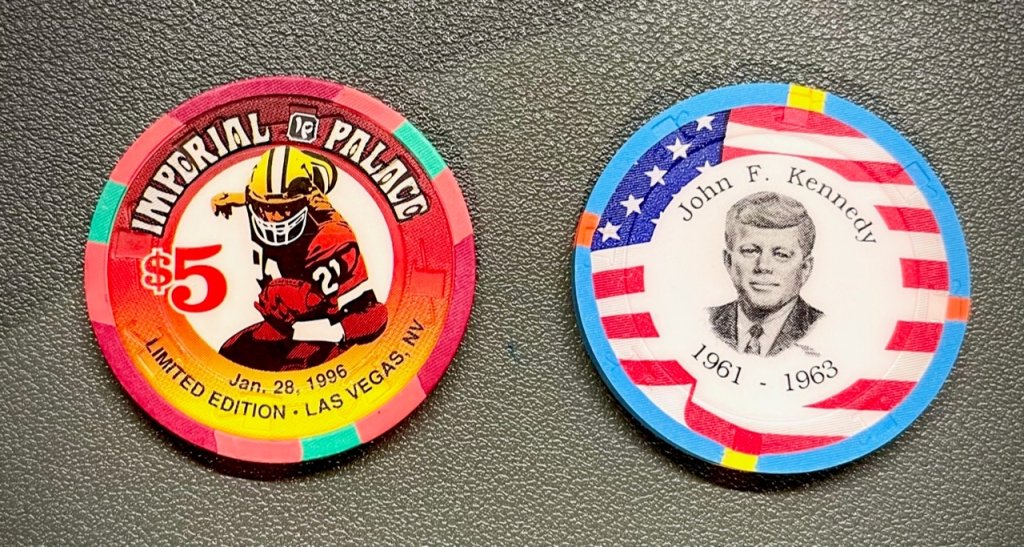 IMPERIAL IP PALACE
$5
21
Jan. 28, 1996
LIMITED EDITION · LAS VEGAS, NV
John F. Kennedy
1961 - 1963